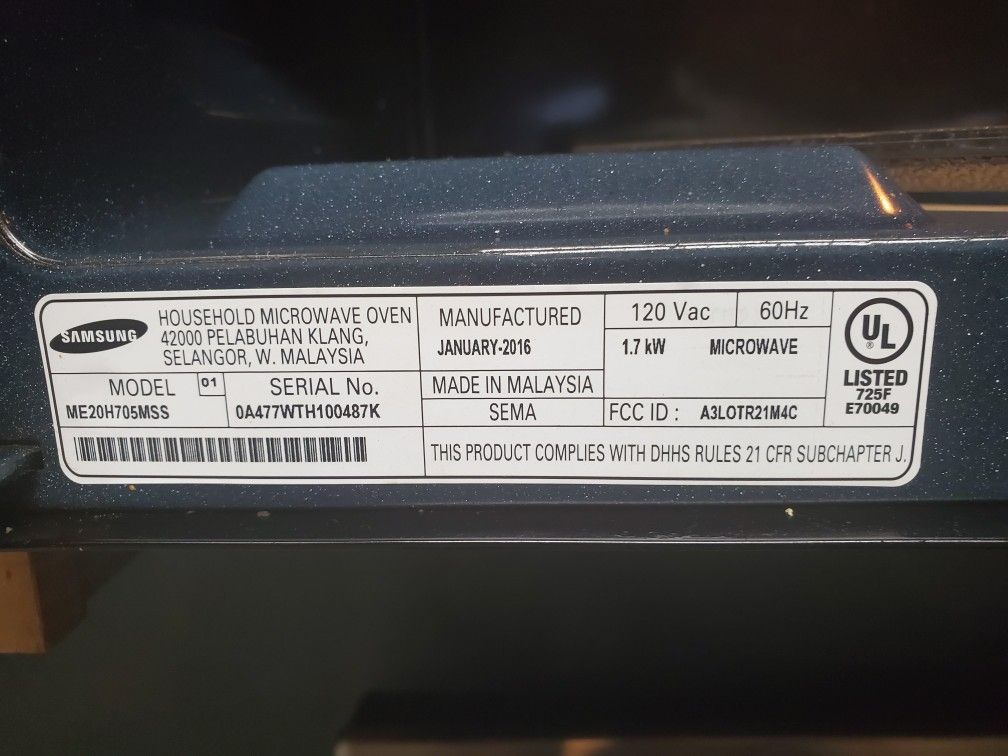 SAMSUNG
HOUSEHOLD MICROWAVE OVEN
42000 PELABUHAN KLANG,
SELANGOR, W. MALAYSIA
MODEL 01 SERIAL No.
ME20H705MSS 0A477WTH100487K
MANUFACTURED
JANUARY-2016
MADE IN MALAYSIA
SEMA
120 Vac 60Hz
1.7 kW MICROWAVE
FCC ID : A3LOTR21M4C
UL
®
LISTED
725F
E70049
THIS PRODUCT COMPLIES WITH DHHS RULES 21 CFR SUBCHAPTER J.